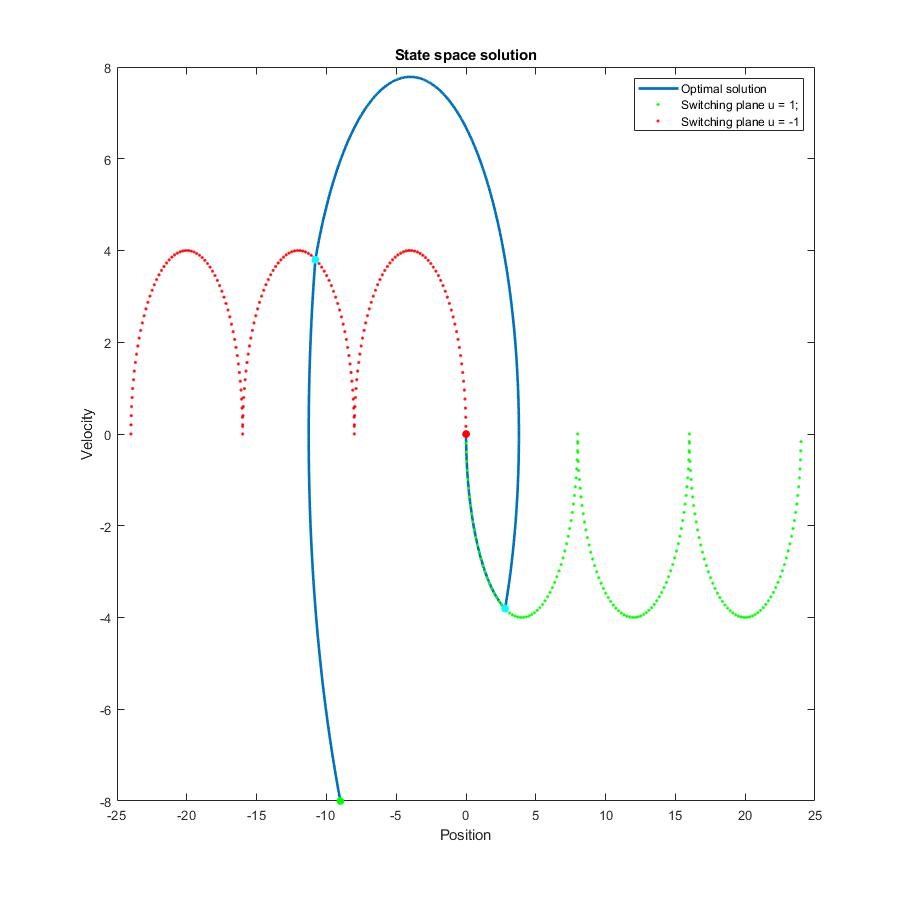 State space solution
Optimal solution
Switching plane u = 1;
Switching plane u = -1
8
6
4
2
0
-2
-4
-6
-8
Velocity
-25 -20 -15 -10 -5 0 5 10 15 20 25
Position